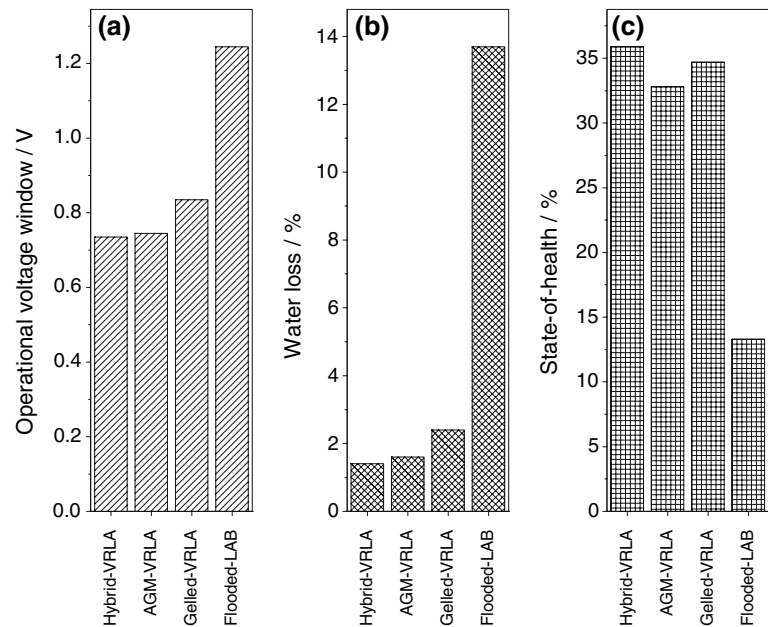 (a)
Operational voltage window / V
1.2
1.0
0.8
0.6
0.4
0.2
0.0
Hybrid-VRLA
AGM-VRLA
Gelled-VRLA
Flooded-LAB
(b)
Water loss / %
14
12
10
8
6
4
2
0
Hybrid-VRLA
AGM-VRLA
Gelled-VRLA
Flooded-LAB
(c)
State-of-health / %
35
30
25
20
15
10
5
0
Hybrid-VRLA
AGM-VRLA
Gelled-VRLA
Flooded-LAB